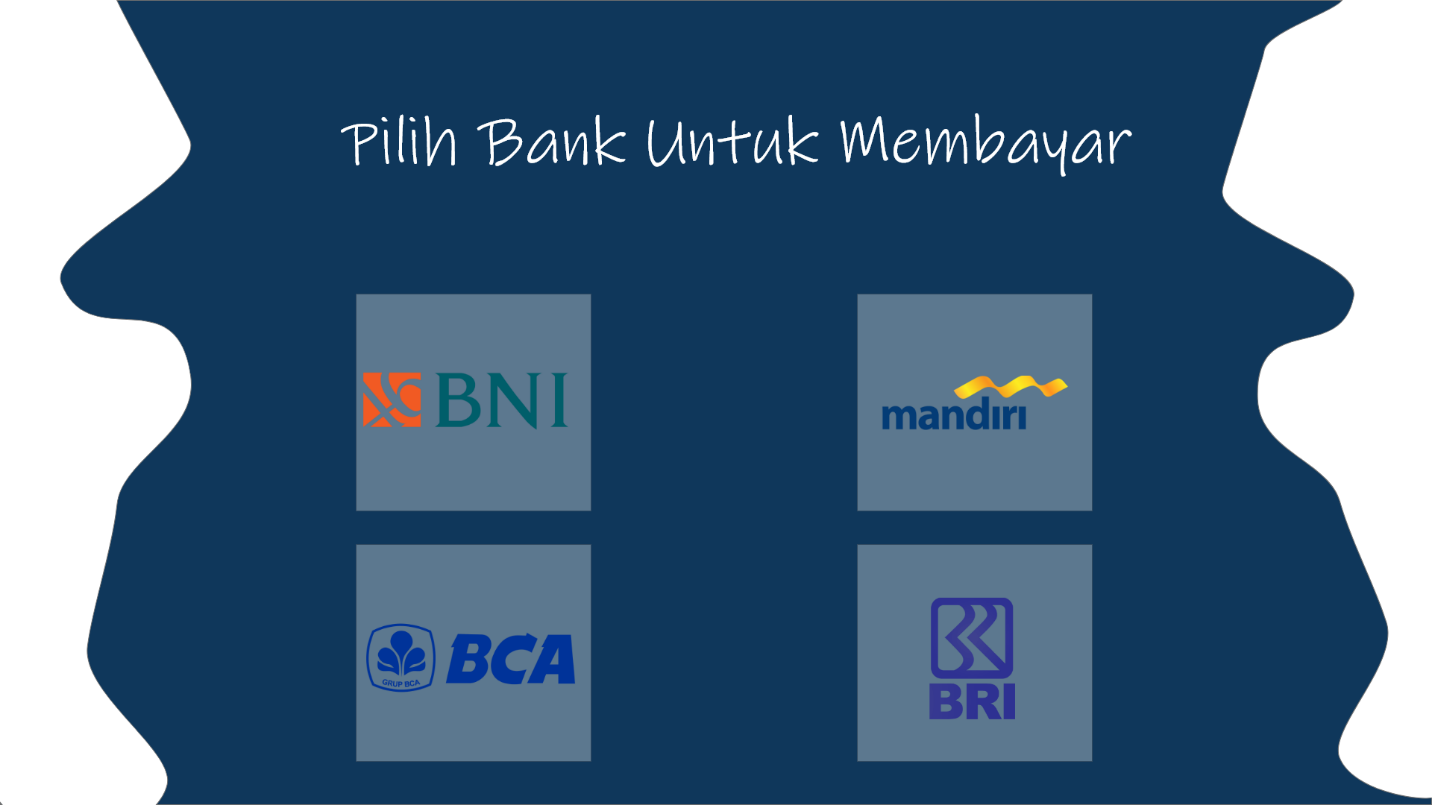 Pilih Bank Untuk Membayar
BNI
mandiri
GRUP BCA
BCA
BRI